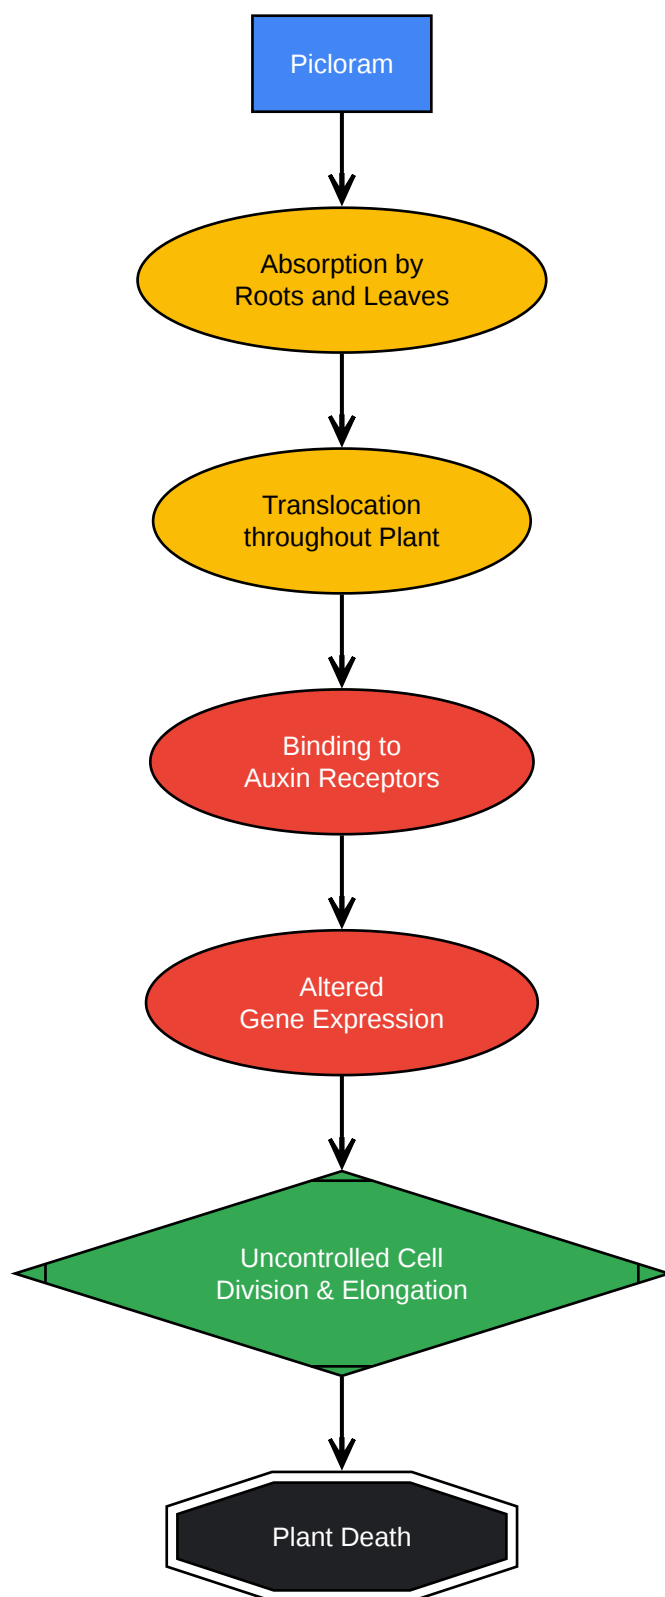 Picloram
Absorption by
Roots and Leaves
Translocation
throughout Plant
Binding to
Auxin Receptors
Altered
Gene Expression
Uncontrolled Cell
Division & Elongation
Plant Death